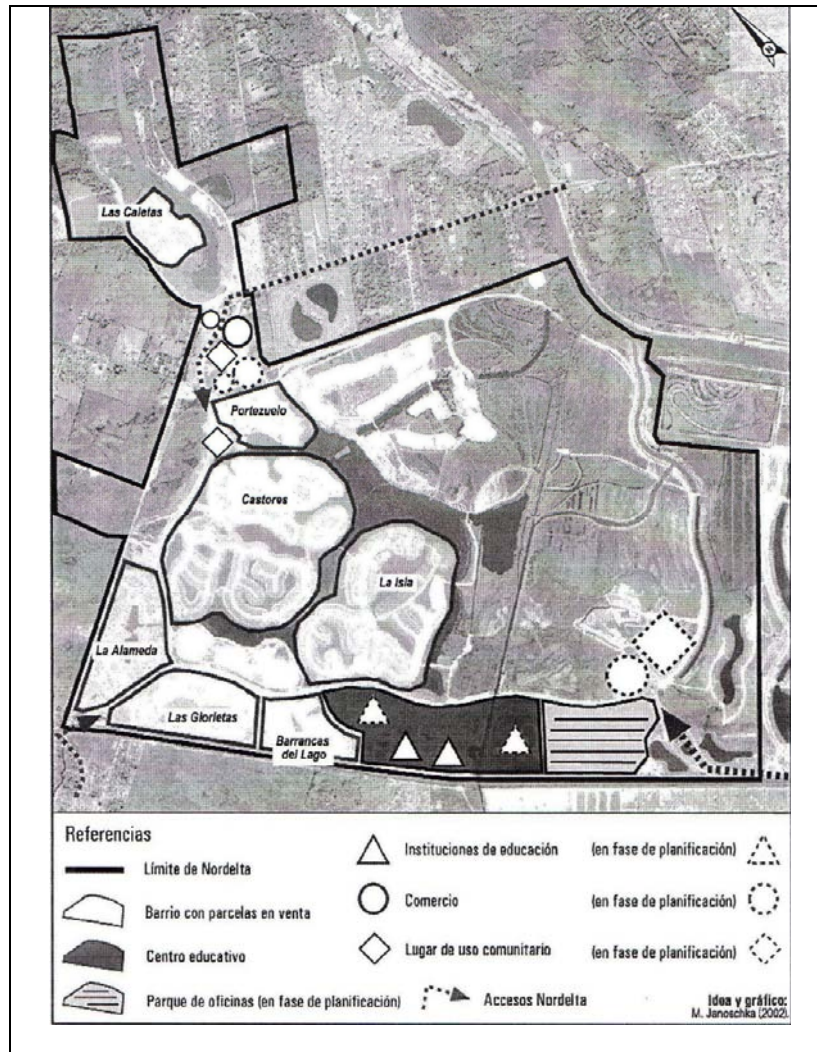 Las Caletas
Portezuelo
Castores
La Isla
La Alameda
Las Glorietas
Barrancas
del Lago
Referencias
Límite de Nordelta
Barrio con parcelas en venta
Centro educativo
Parque de oficinas (en fase de planificación)
Instituciones de educación (en fase de planificación)
Comercio (en fase de planificación)
Lugar de uso comunitario (en fase de planificación)
Accesos Nordelta
Idea y gráfico:
M. Janoschka (2002).